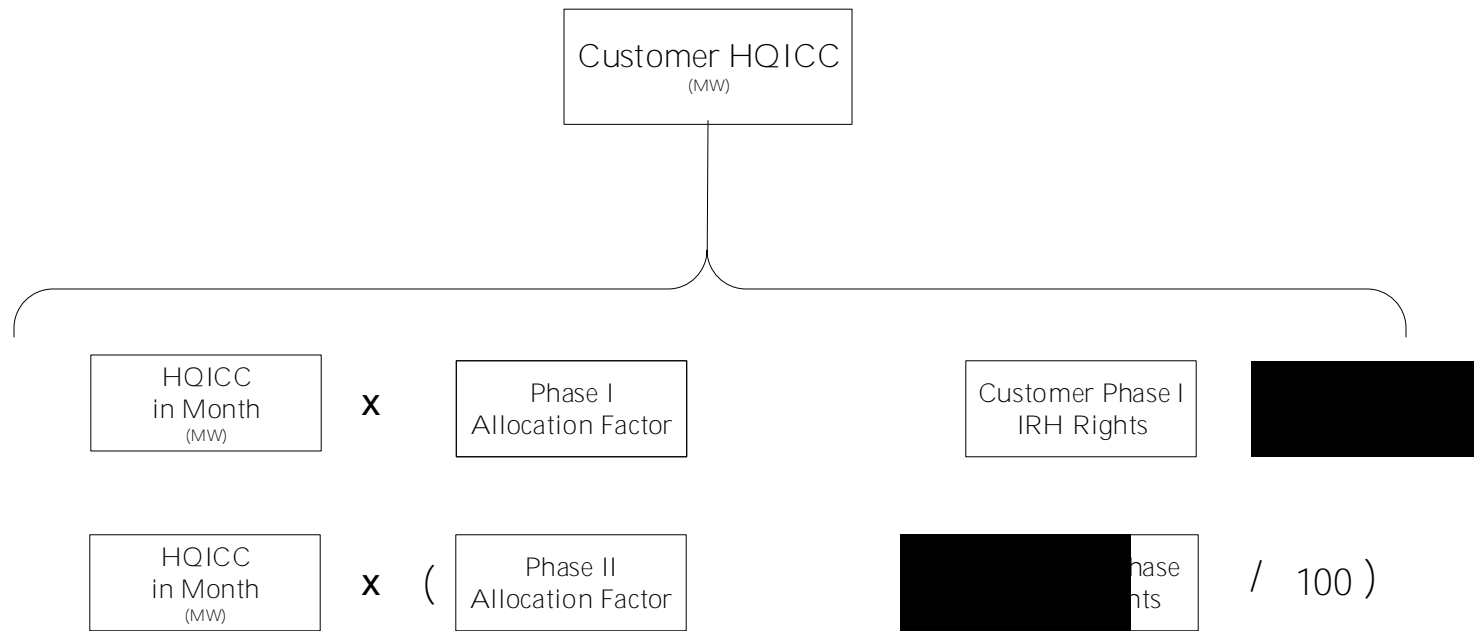 Customer HQICC
(MW)
HQICC
in Month
(MW)
x
Phase I
Allocation Factor
Customer Phase I
IRH Rights
HQICC
in Month
(MW)
x
(
Phase II
Allocation Factor
/ 100 )